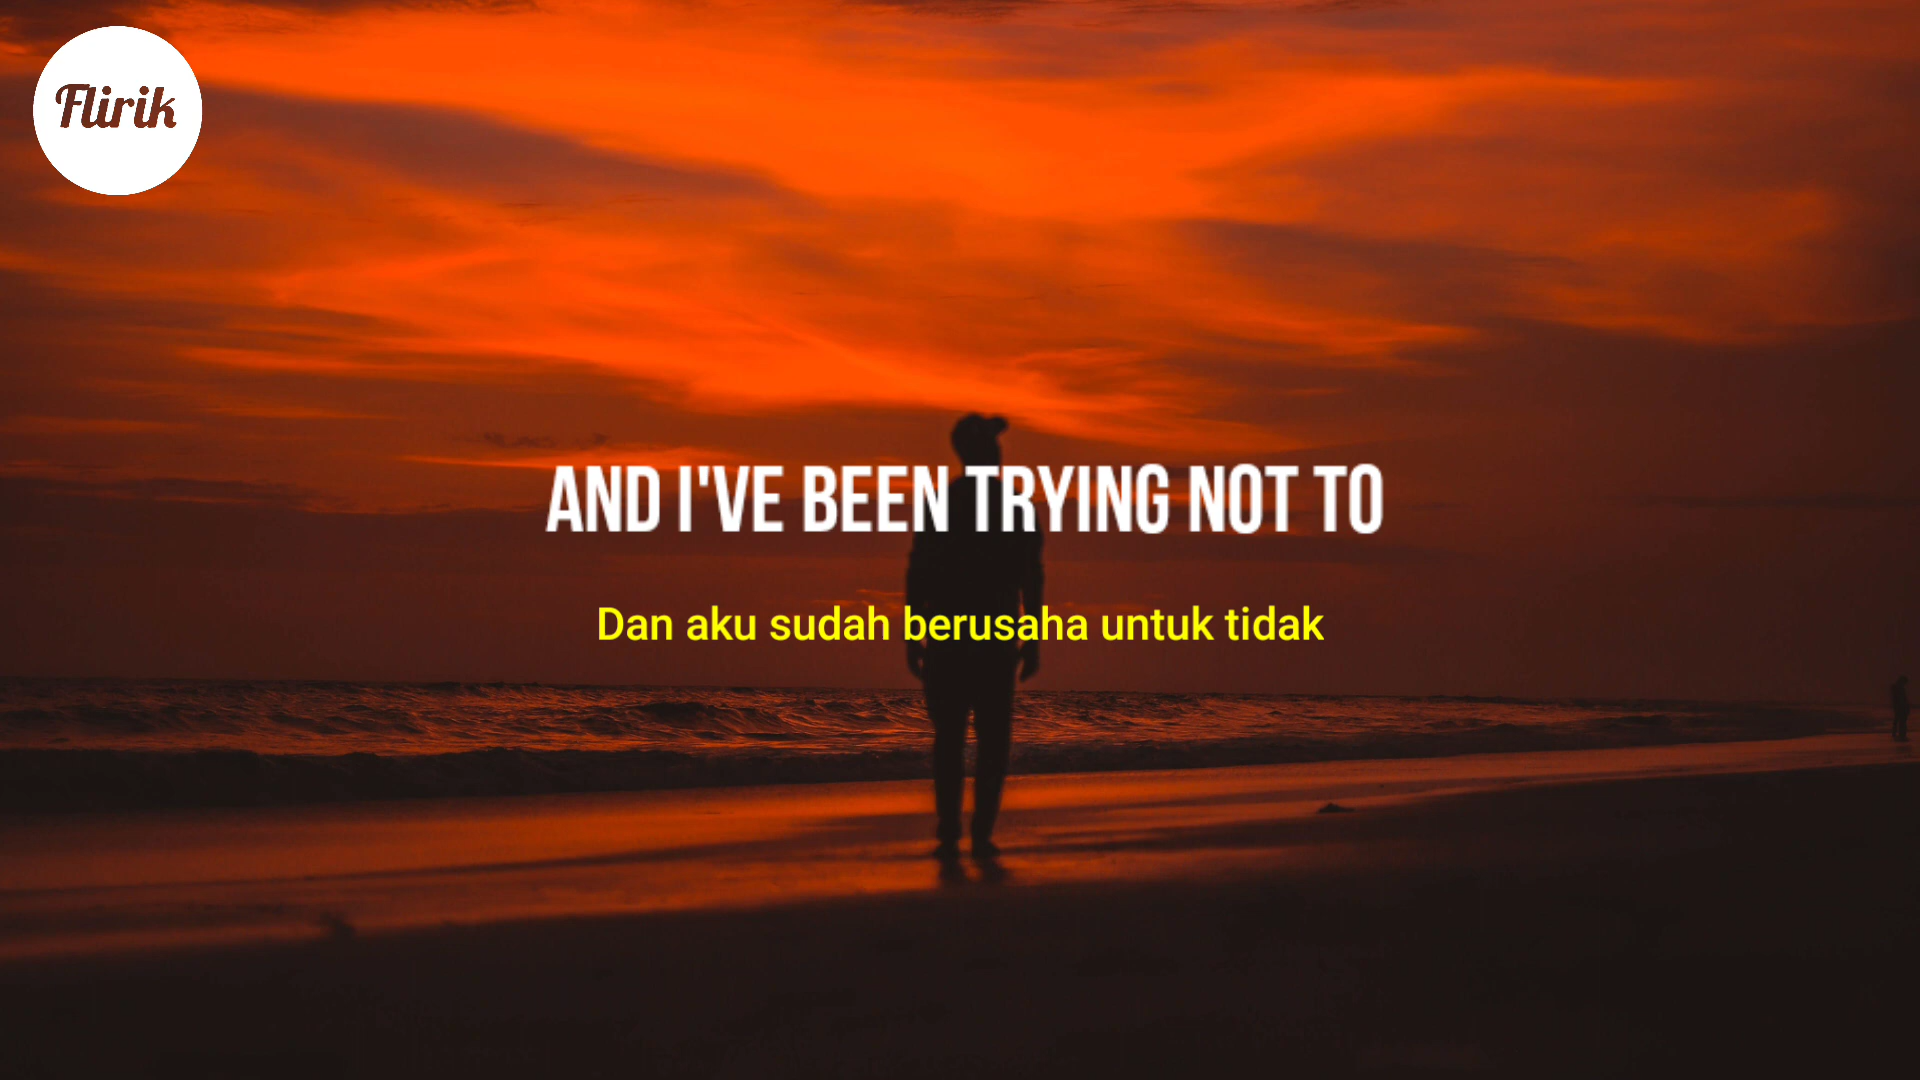 Flirik
AND I'VE BEEN TRYING NOT TO
Dan aku sudah berusaha untuk tidak